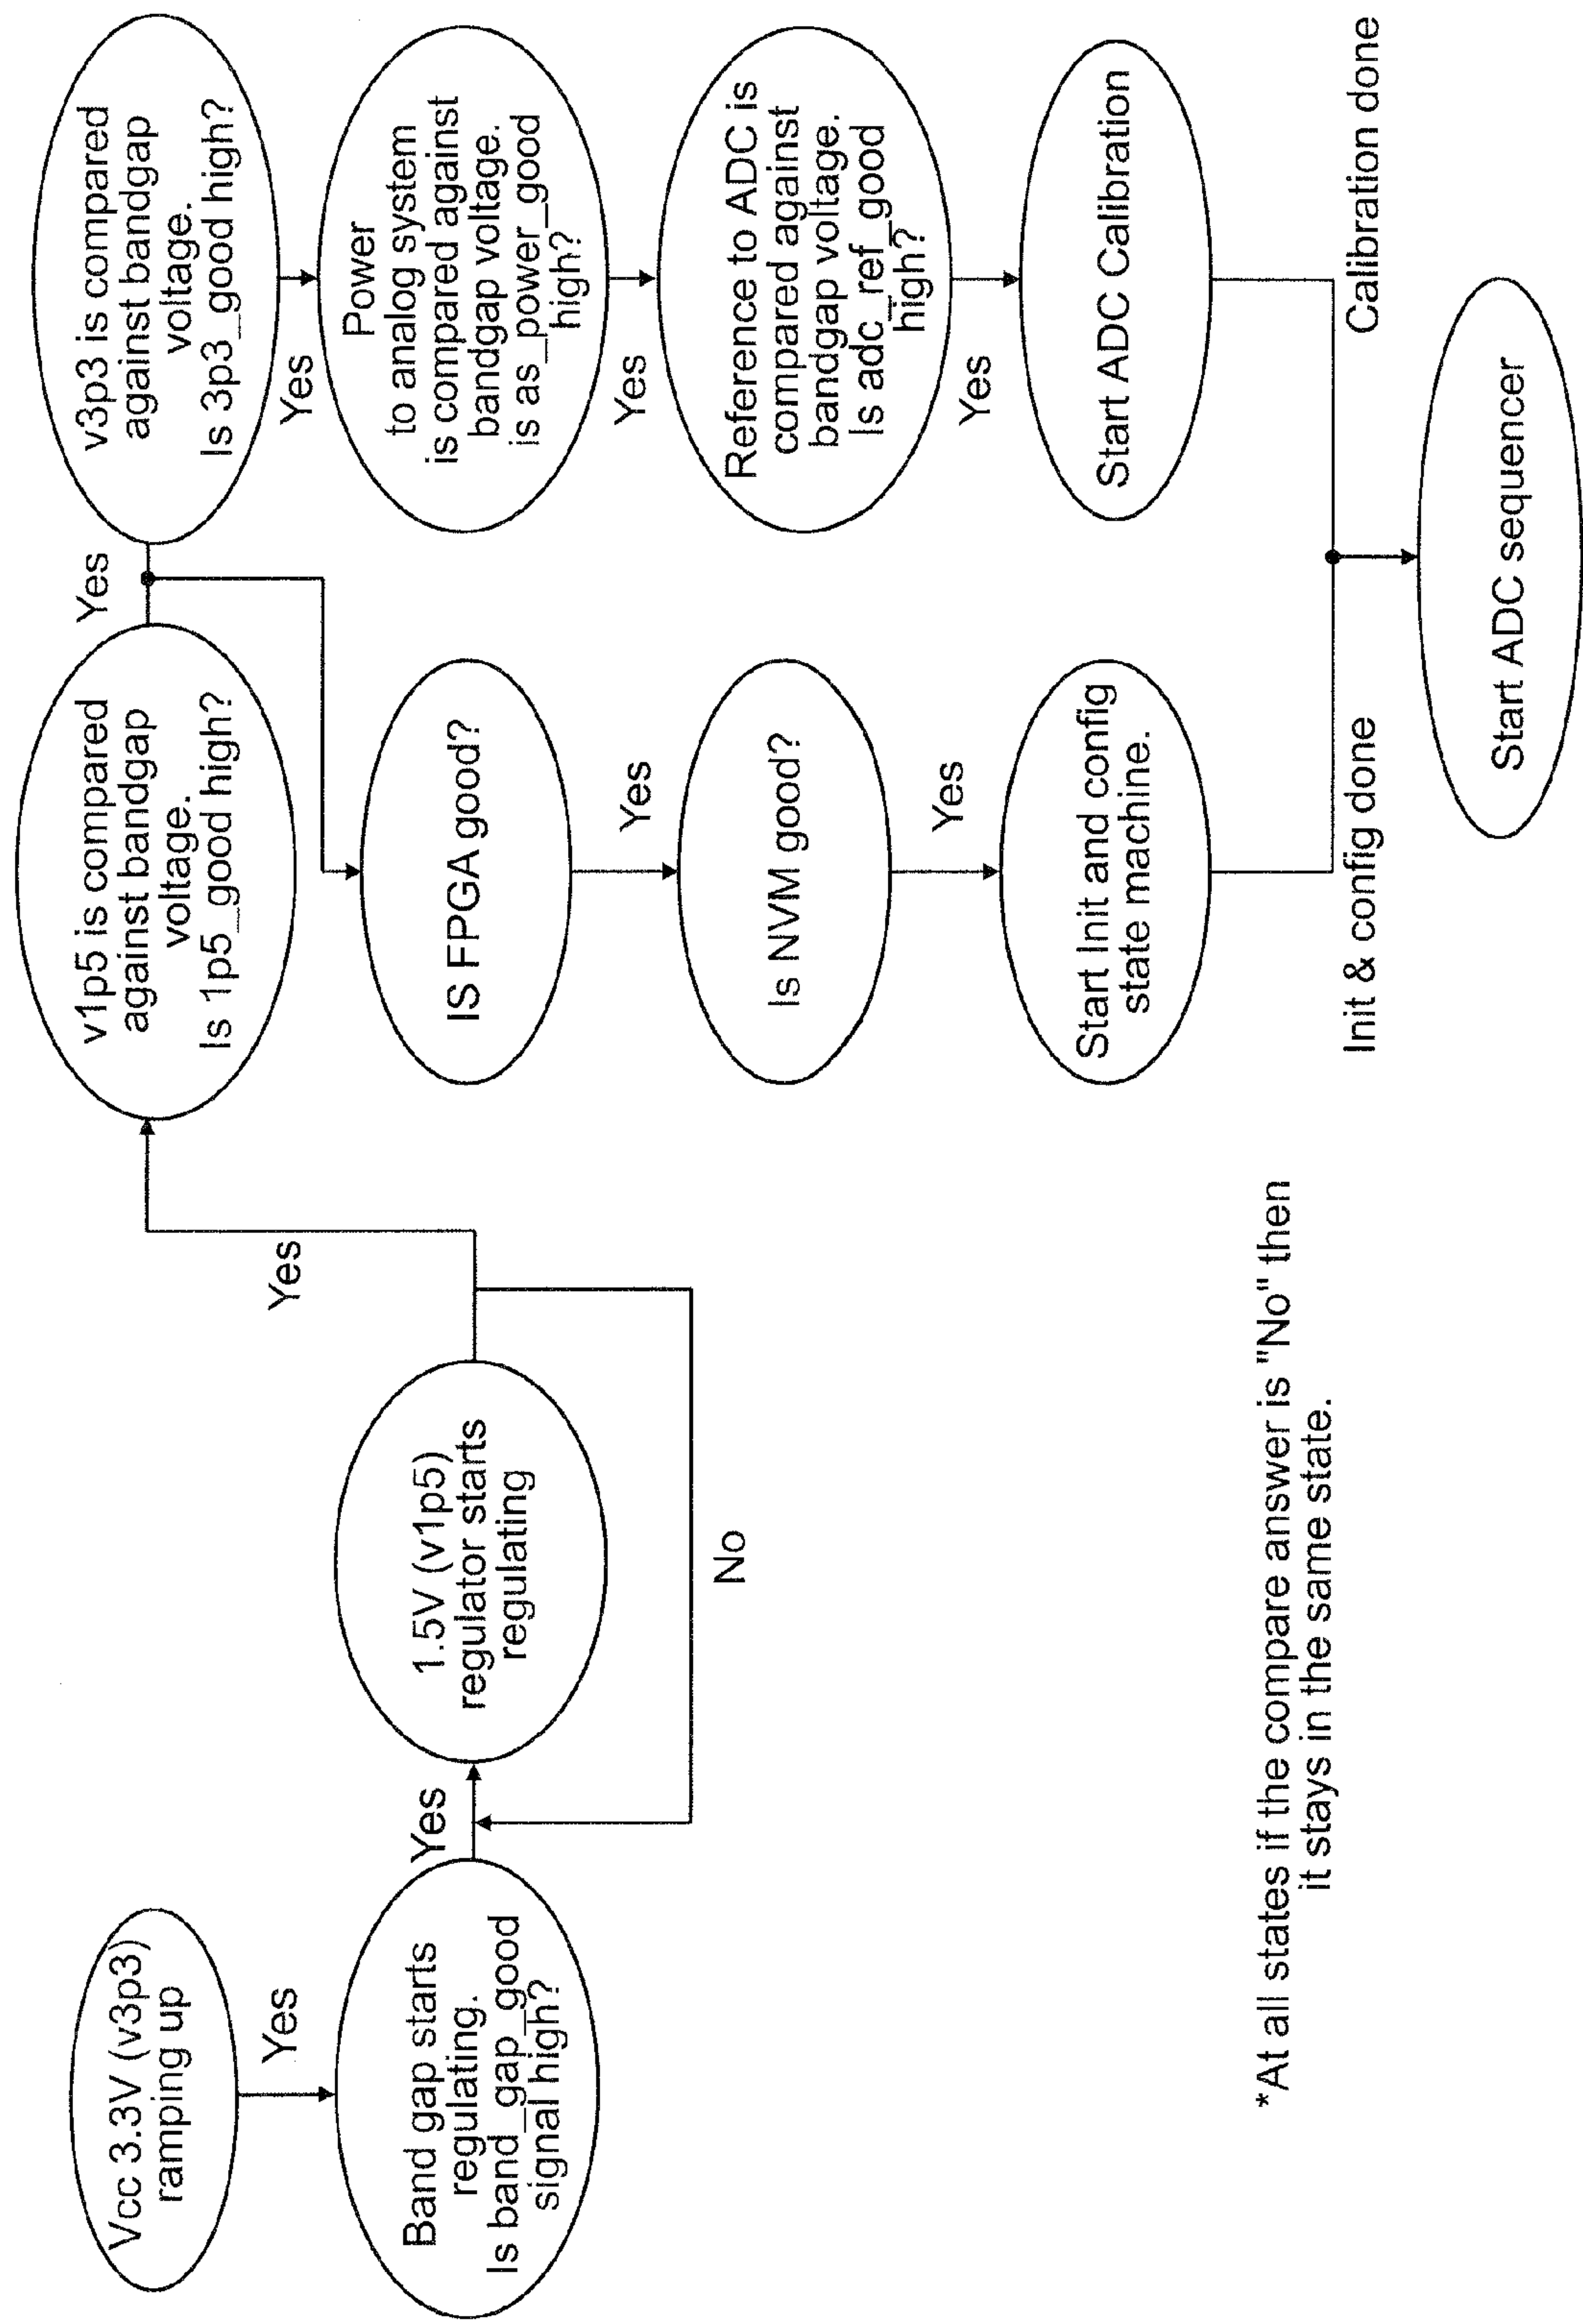 Vcc 3.3V (v3p3)
ramping up
Yes
Band gap starts
regulating.
Is band_gap_good
signal high?
Yes
1.5V (v1p5)
regulator starts
regulating
No
Yes
v1p5 is compared
against bandgap
voltage.
Is 1p5_good high?
Yes
IS FPGA good?
Yes
Is NVM good?
Yes
Start Init and config
state machine.
Init & config done
v3p3 is compared
against bandgap
voltage.
Is 3p3_good high?
Yes
Power
to analog system
is compared against
bandgap voltage.
is as_power_good
high?
Yes
Reference to ADC is
compared against
bandgap voltage.
Is adc_ref_good
high?
Yes
Start ADC Calibration
Calibration done
Start ADC sequencer
*At all states if the compare answer is "No" then
it stays in the same state.